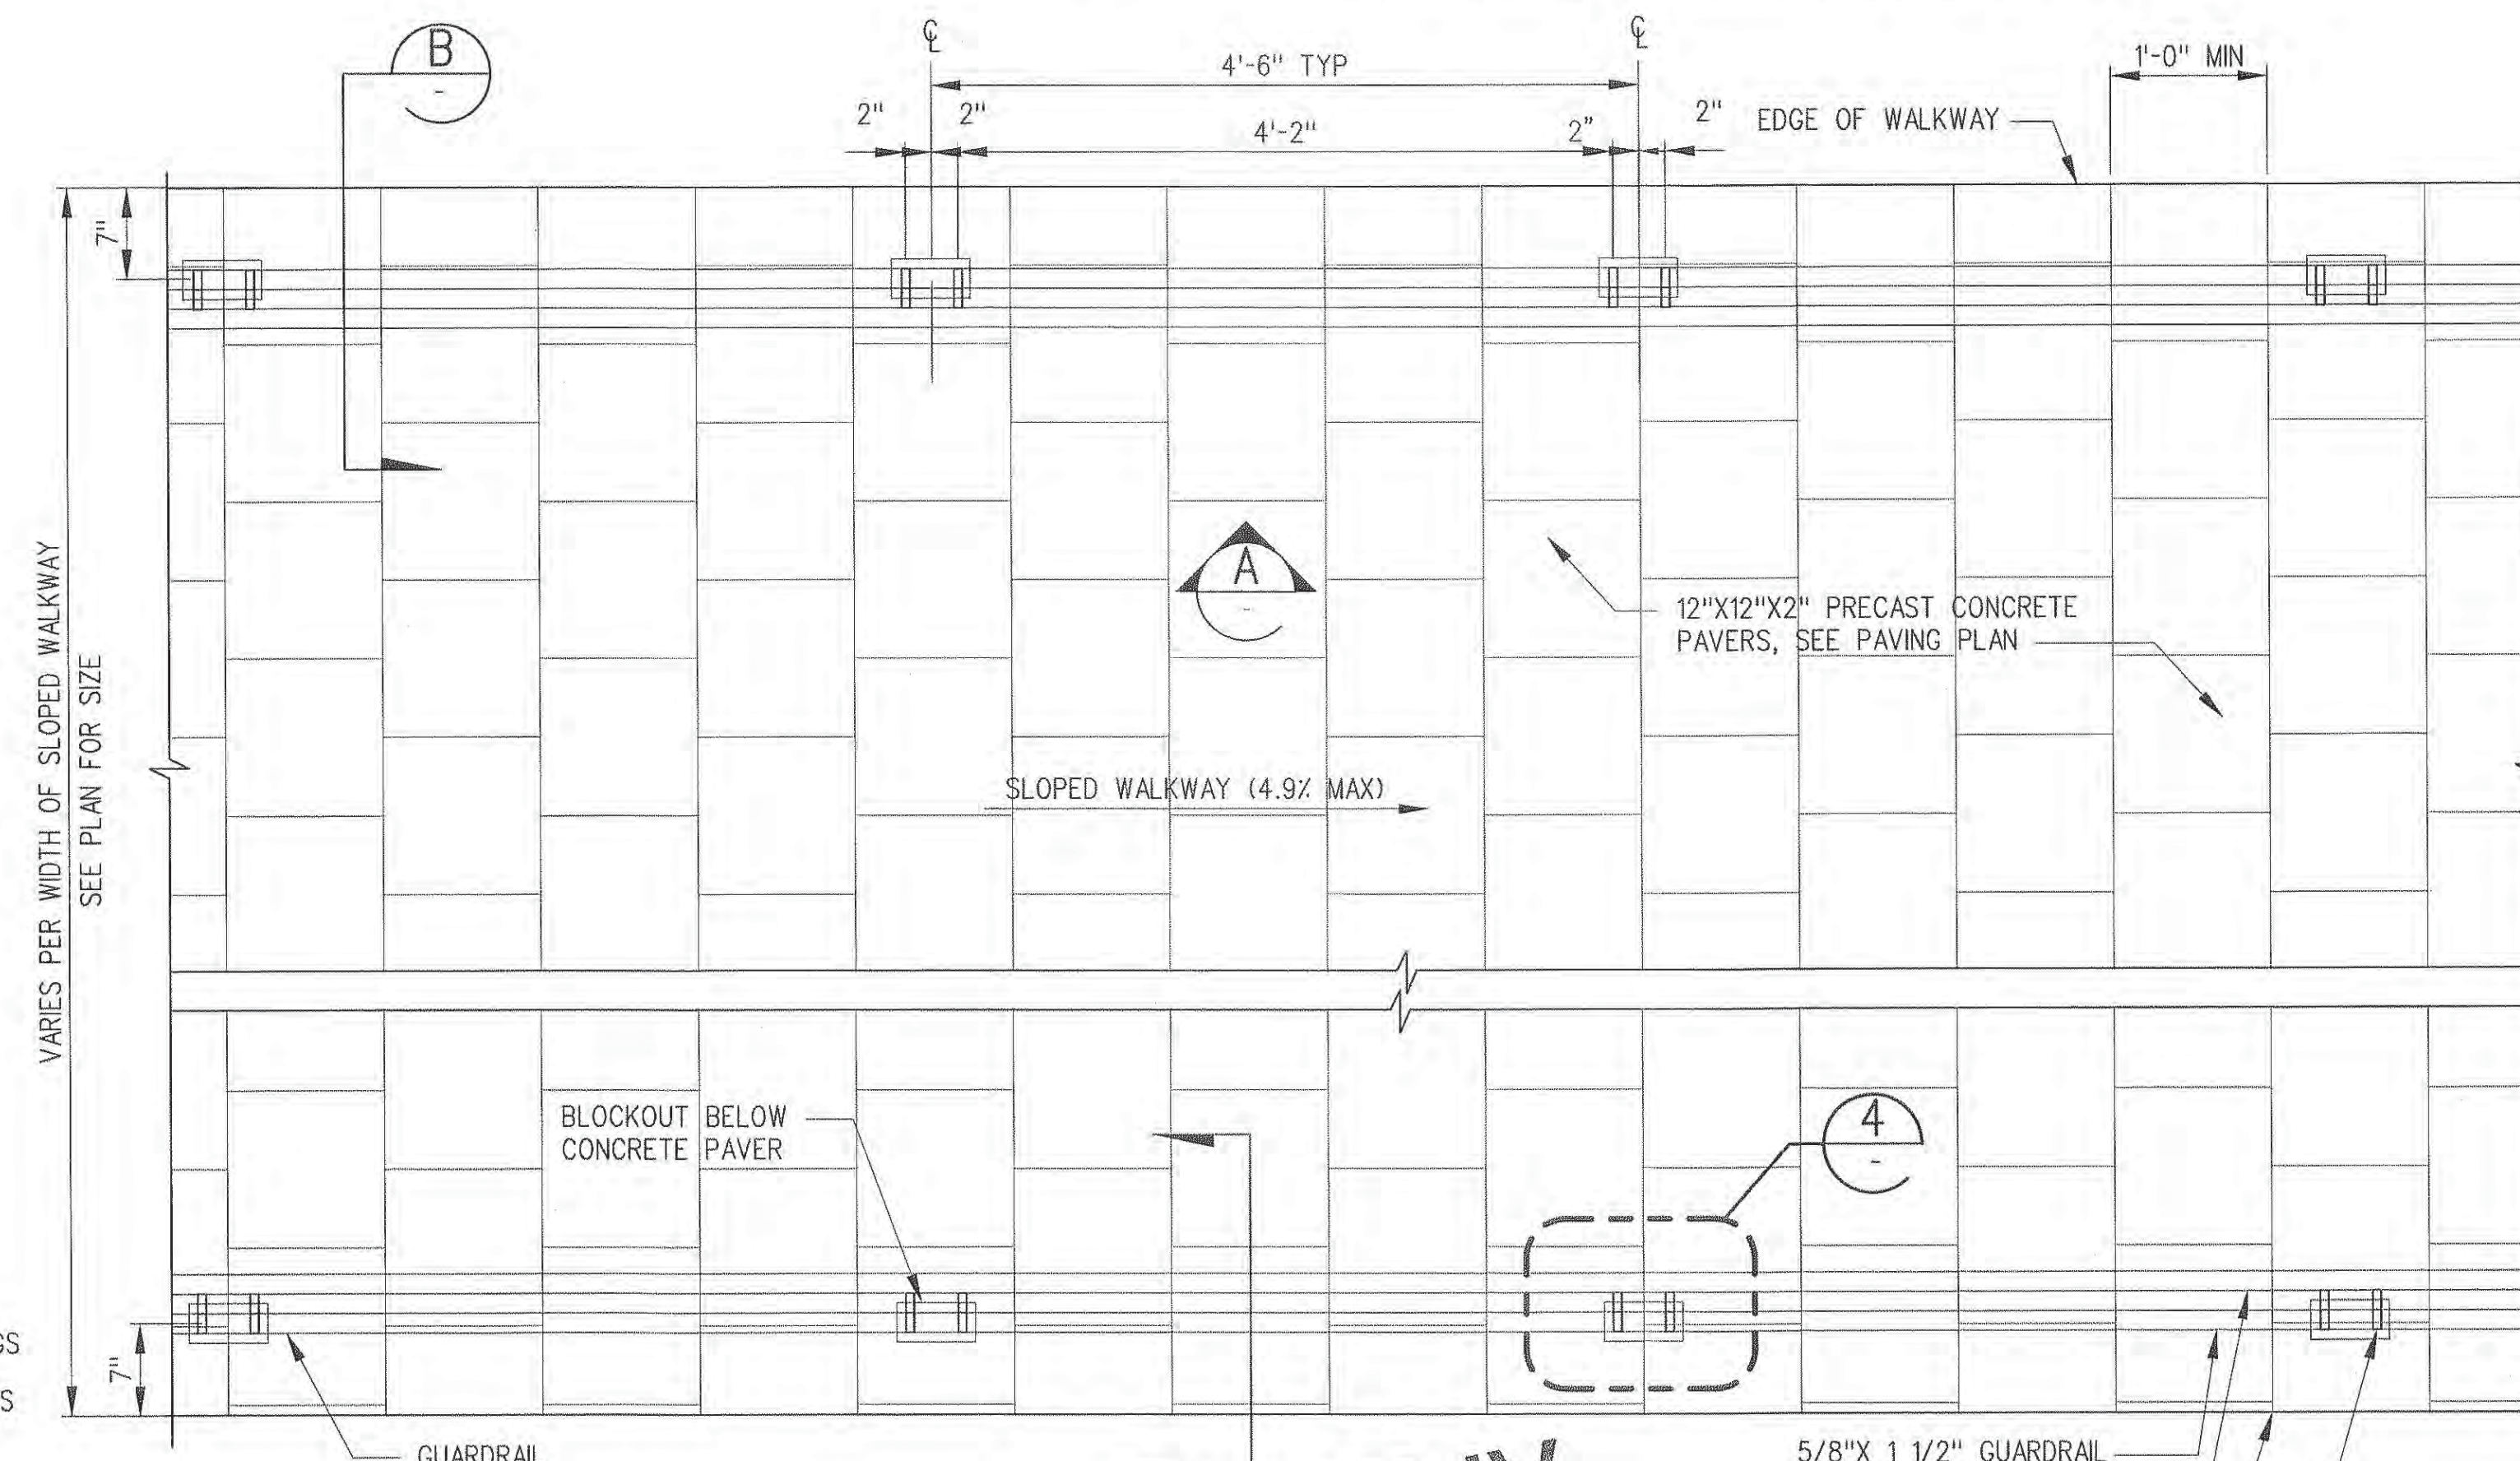 B
-
℄
℄
4'-6" TYP
1'-0" MIN
2"
2"
4'-2"
2"
2"
EDGE OF WALKWAY
7"
A
-
12"X12"X2" PRECAST CONCRETE
PAVERS, SEE PAVING PLAN
VARIES PER WIDTH OF SLOPED WALKWAY
SEE PLAN FOR SIZE
SLOPED WALKWAY (4.9% MAX)
BLOCKOUT BELOW
CONCRETE PAVER
4
-
7"
GUARDRAIL
5/8"X 1 1/2" GUARDRAIL